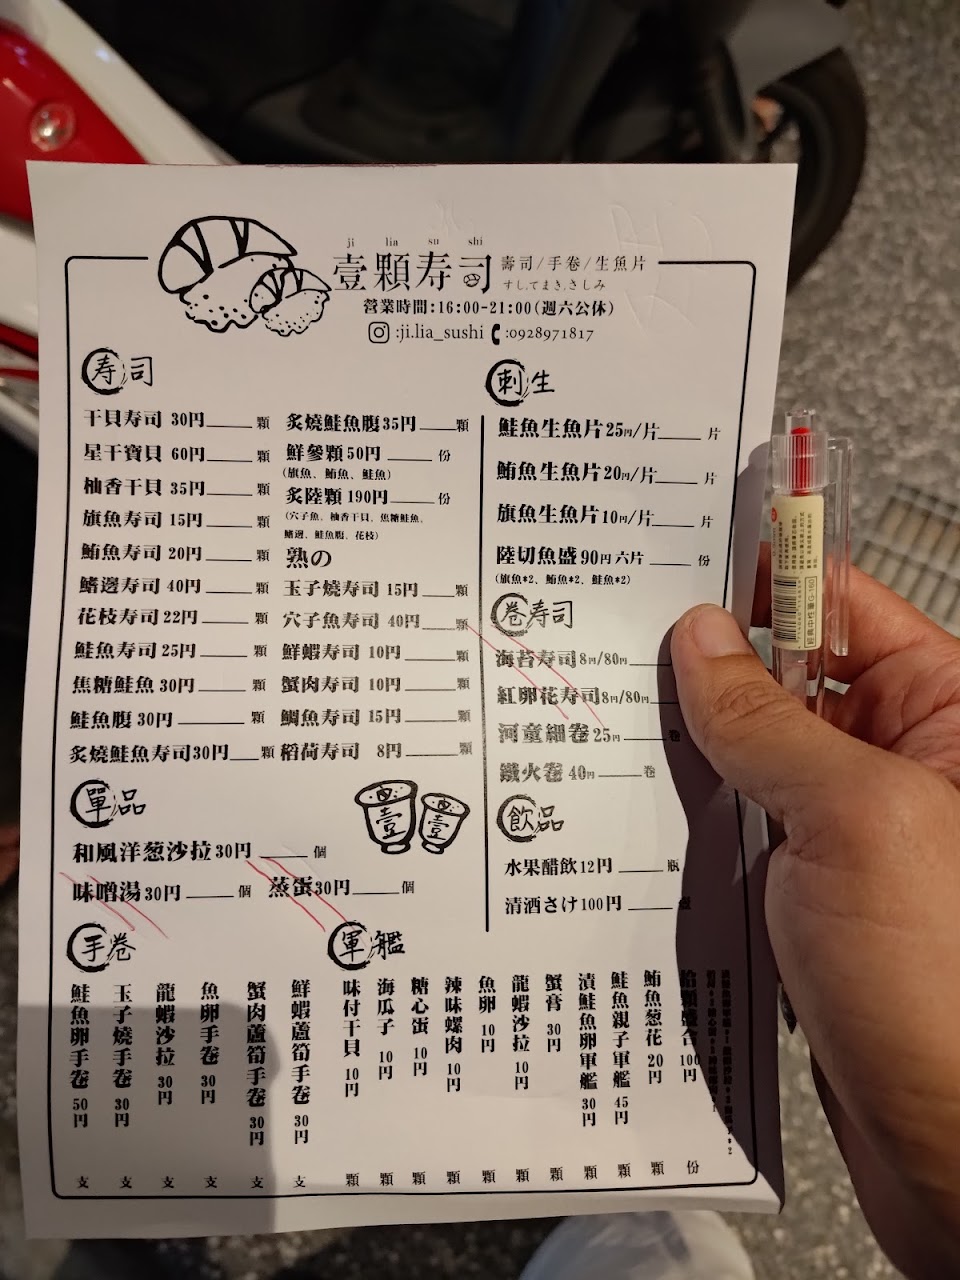 ji lia su shi
壹顆寿司
壽司/手卷/生魚片
すし,てまき,さしみ
營業時間:16:00-21:00(週六公休)
:ji.lia_sushi :0928971817
寿司
干貝寿司 30円 顆
星干寶貝 60円 顆
柚香干貝 35円 顆
旗魚寿司 15円 顆
鮪魚寿司 20円 顆
鰭邊寿司 40円 顆
花枝寿司 22円 顆
鮭魚寿司 25円 顆
焦糖鮭魚 30円 顆
鮭魚腹 30円 顆
炙燒鮭魚寿司30円 顆
炙燒鮭魚腹35円 顆
鮮參顆 50円 份
(旗魚、鮪魚、鮭魚)
炙陸顆 190円 份
(穴子魚、柚香干貝、焦糖鮭魚、
鰭邊、鮭魚腹、花枝)
熟の
玉子燒寿司 15円 顆
穴子魚寿司 40円 顆
鮮蝦寿司 10円 顆
蟹肉寿司 10円 顆
鯛魚寿司 15円 顆
稻荷寿司 8円 顆
刺生
鮭魚生魚片 25円/片 片
鮪魚生魚片 20円/片 片
旗魚生魚片 10円/片 片
陸切魚盛 90円 六片 份
(旗魚*2、鮪魚*2、鮭魚*2)
卷寿司
海苔寿司 8円/80円
紅卵花寿司8円/80円
河童細卷 25円 卷
鐵火卷 40円 卷
飲品
水果醋飲 12円 瓶
清酒さけ 100円
單品
和風洋葱沙拉 30円 個
味噌湯 30円 個
蒸蛋 30円 個
壹 壹
手卷
鮭魚卵手卷 50円 支
玉子燒手卷 30円 支
龍蝦沙拉 30円 支
魚卵手卷 30円 支
蟹肉蘆筍手卷 30円 支
鮮蝦蘆筍手卷 30円 支
軍艦
味付干貝 10円 顆
海瓜子 10円 顆
糖心蛋 10円 顆
辣味螺肉 10円 顆
魚卵 10円 顆
龍蝦沙拉 10円 顆
蟹膏 30円 顆
漬鮭魚卵軍艦 30円 顆
鮭魚親子軍艦 45円 顆
鮪魚葱花 20円 顆
拾顆盛合 100円 份